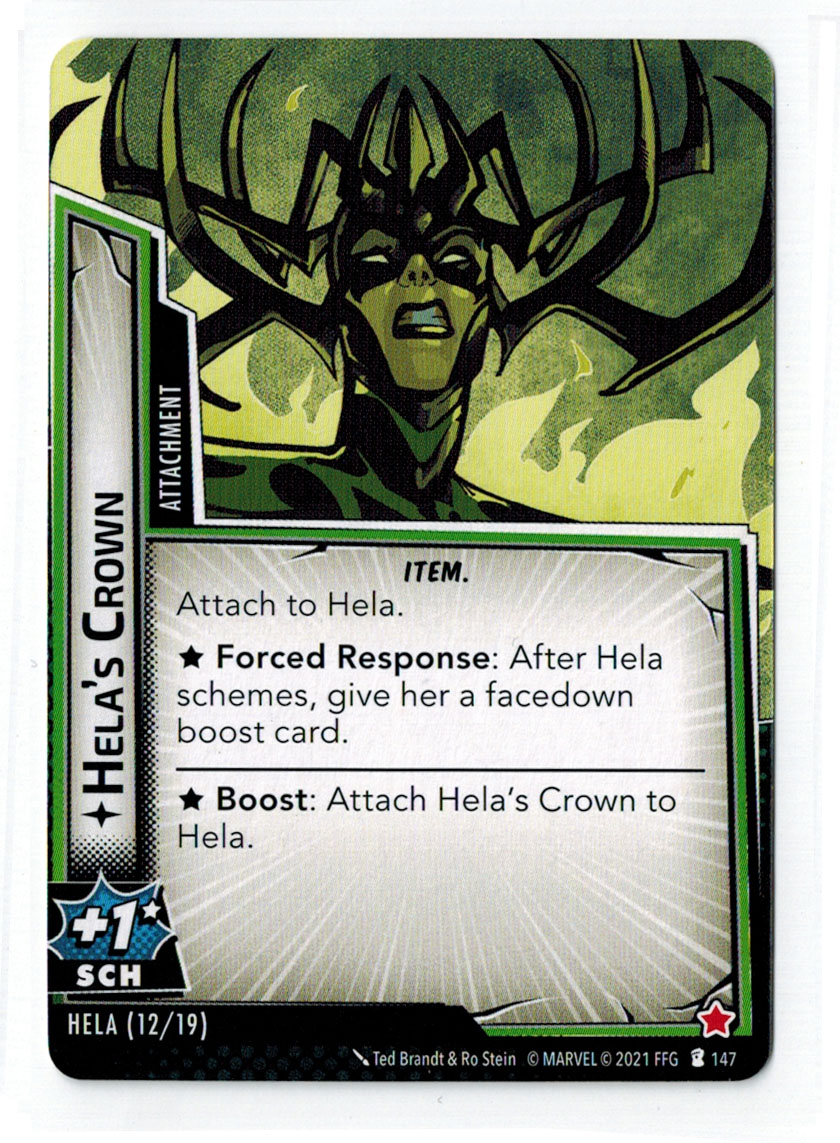 ATTACHMENT
HELA'S CROWN
ITEM.
Attach to Hela.
★ Forced Response: After Hela
schemes, give her a facedown
boost card.
★ Boost: Attach Hela's Crown to
Hela.
+1★
SCH
HELA (12/19)
Ted Brandt & Ro Stein © MARVEL © 2021 FFG 147